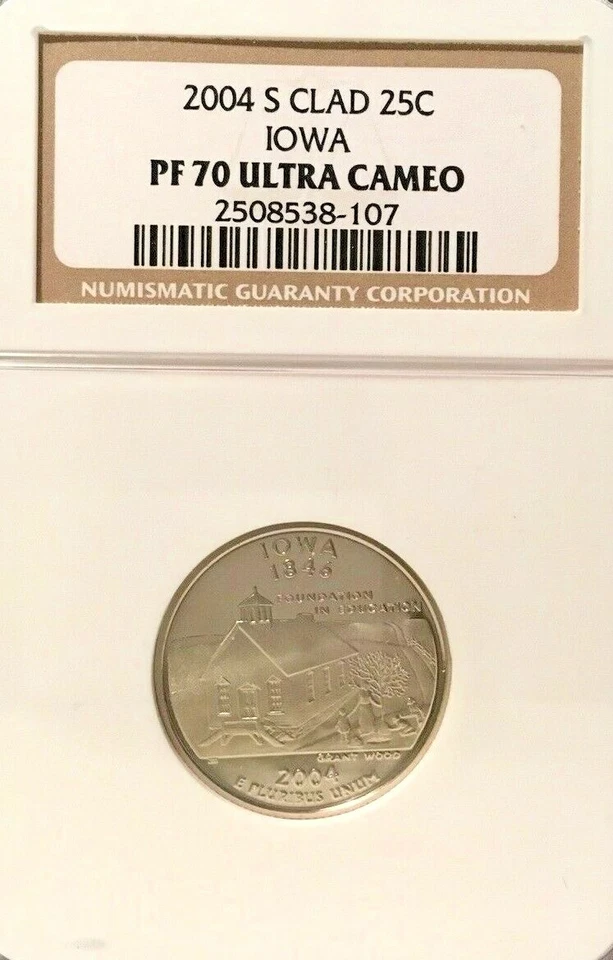 2004 S CLAD 25C
IOWA
PF 70 ULTRA CAMEO
2508538-107
NUMISMATIC GUARANTY CORPORATION
IOWA
1846
FOUNDATION
IN EDUCATION
GRANT WOOD
2004
E PLURIBUS UNUM